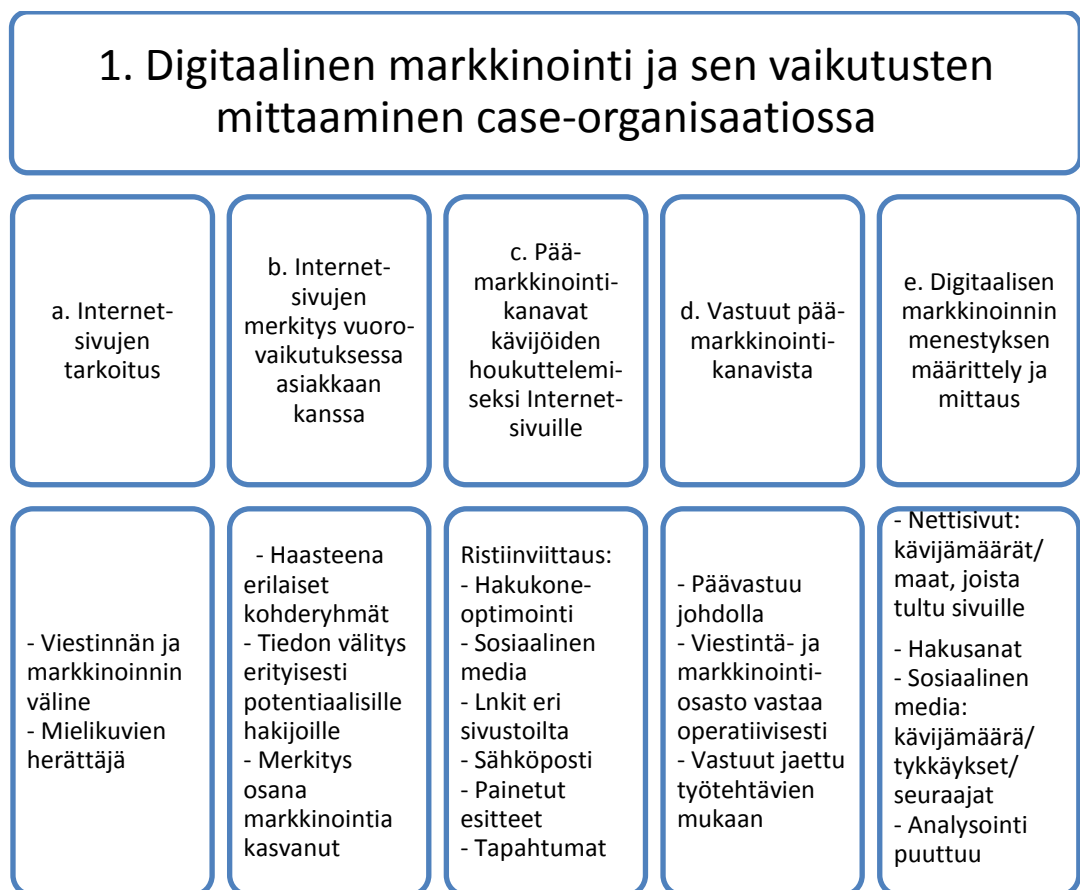 1. Digitaalinen markkinointi ja sen vaikutusten
mittaaminen case-organisaatiossa
a. Internet-
sivujen
tarkoitus
b. Internet-
sivujen
merkitys vuoro-
vaikutuksessa
asiakkaan
kanssa
c. Pää-
markkinointi-
kanavat
kävijöiden
houkuttelemi-
seksi Internet-
sivuille
d. Vastuut pää-
markkinointi-
kanavista
e. Digitaalisen
markkinoinnin
menestyksen
määrittely ja
mittaus
- Viestinnän ja
markkinoinnin
väline
- Mielikuvien
herättäjä
- Haasteena
erilaiset
kohderyhmät
- Tiedon välitys
erityisesti
potentiaalisille
hakijoille
- Merkitys
osana
markkinointia
kasvanut
Ristiinviittaus:
- Hakukone-
optimointi
- Sosiaalinen
media
- Lnkit eri
sivustoilta
- Sähköposti
- Painetut
esitteet
- Tapahtumat
- Päävastuu
johdolla
- Viestintä- ja
markkinointi-
osasto vastaa
operatiivisesti
- Vastuut jaettu
työtehtävien
mukaan
- Nettisivut:
kävijämäärät/
maat, joista
tultu sivuille
- Hakusanat
- Sosiaalinen
media:
kävijämäärä/
tykkäykset/
seuraajat
- Analysointi
puuttuu